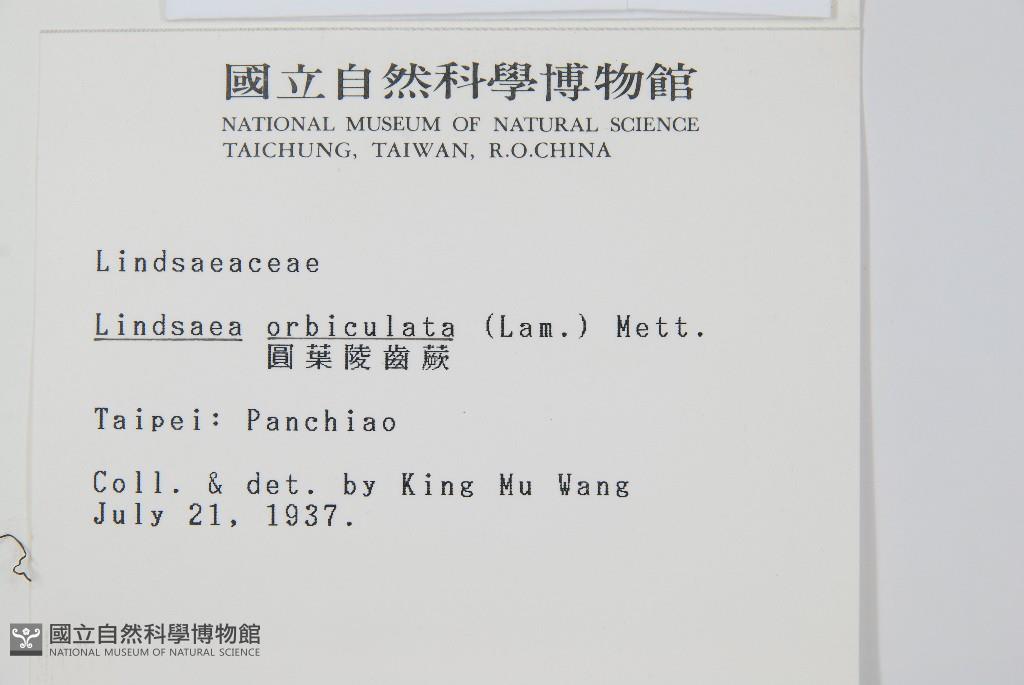 國立自然科學博物館
NATIONAL MUSEUM OF NATURAL SCIENCE
TAICHUNG, TAIWAN, R.O.CHINA
Lindsaeaceae
Lindsaea orbiculata (Lam.) Mett.
圓葉陵齒蕨
Taipei: Panchiao
Coll. & det. by King Mu Wang
July 21, 1937.
國立自然科學博物館
NATIONAL MUSEUM OF NATURAL SCIENCE